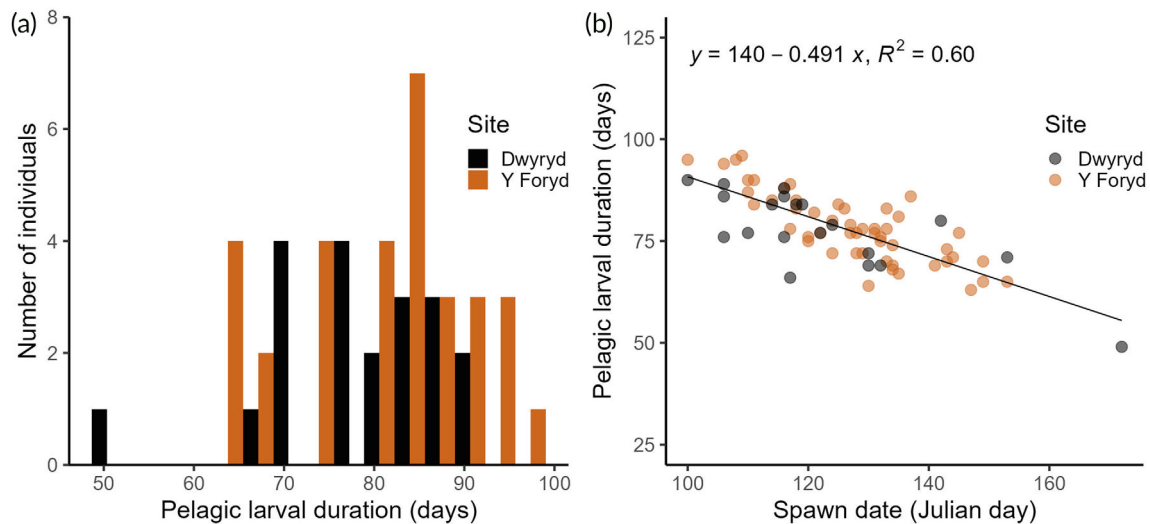 (a)
8
6
4
2
0
Number of individuals
50 60 70 80 90 100
Pelagic larval duration (days)
Site
Dwyryd
Y Foryd
(b)
125
100
75
50
25
Pelagic larval duration (days)
y = 140 − 0.491 x, R² = 0.60
Site
Dwyryd
Y Foryd
100 120 140 160
Spawn date (Julian day)